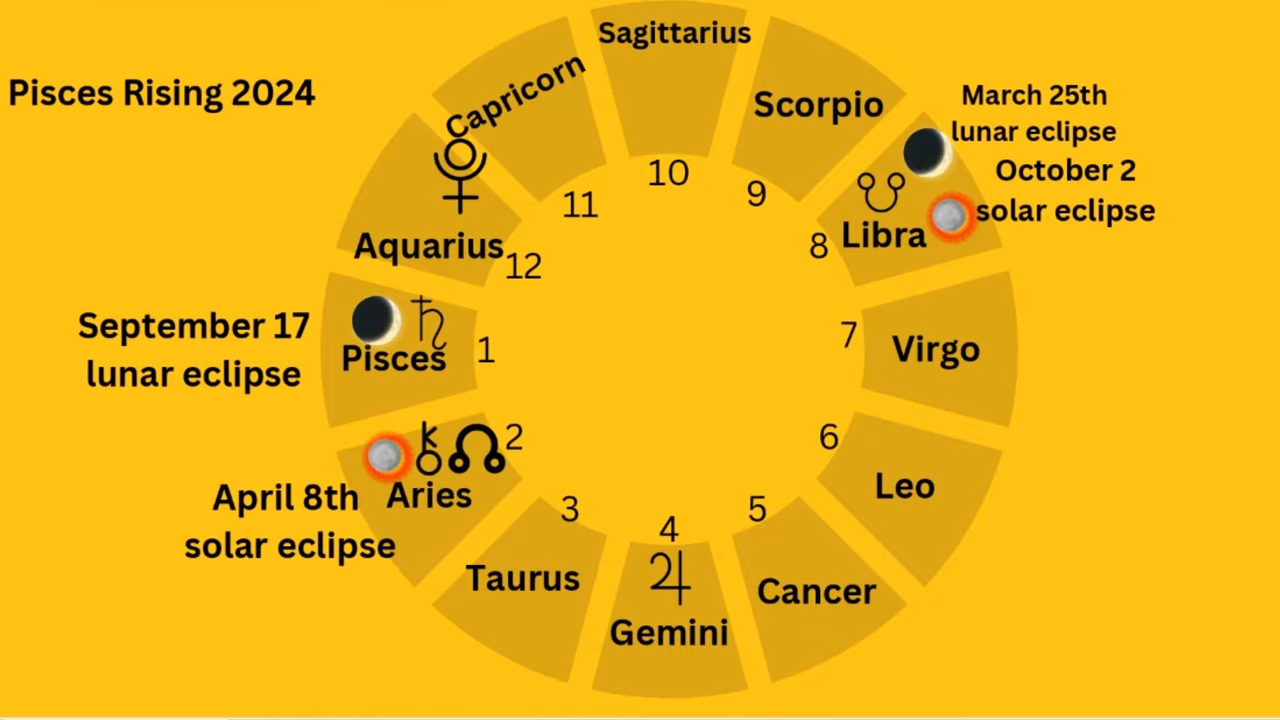 Pisces Rising 2024
Sagittarius
Capricorn
Scorpio
March 25th
lunar eclipse
October 2
solar eclipse
10
11
9
Aquarius
12
8
Libra
September 17
lunar eclipse
Pisces
1
7
Virgo
2
6
April 8th
solar eclipse
Aries
Leo
3
5
4
Taurus
Cancer
Gemini